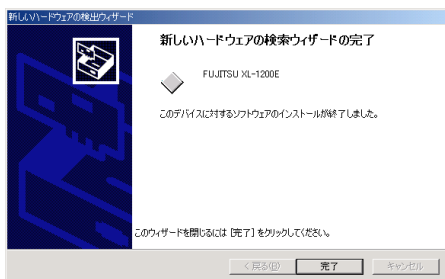 新しいハードウェアの検出ウィザード
新しいハードウェアの検索ウィザードの完了
FUJITSU XL-1200E
このデバイスに対するソフトウェアのインストールが終了しました。
このウィザードを閉じるには [完了] をクリックしてください。
< 戻る(B)
完了
キャンセル